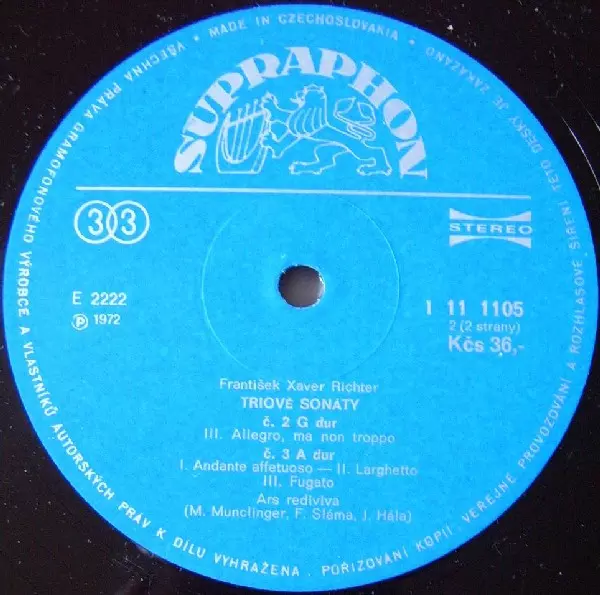 SUPRAPHON
33
STEREO
E 2222
℗ 1972
1 11 1105
2 (2 strany)
Kčs 36,-
František Xaver Richter
TRIOVÉ SONÁTY
č. 2 G dur
III. Allegro, ma non troppo
č. 3 A dur
I. Andante affetuoso — II. Larghetto
III. Fugato
Ars rediviva
(M. Munclinger, F. Sláma, J. Hála)
• MADE IN CZECHOSLOVAKIA •
VŠECHNA PRÁVA GRAMOFONOVÉHO VÝROBCE A VLASTNÍKŮ AUTORSKÝCH PRÁV K DÍLU VYHRAŽENA. POŘIZOVÁNÍ KOPIÍ, VEŘEJNÉ PROVOZOVÁNÍ A ROZHLASOVÉ ŠÍŘENÍ TÉTO DESKY JE ZAKÁZÁNO